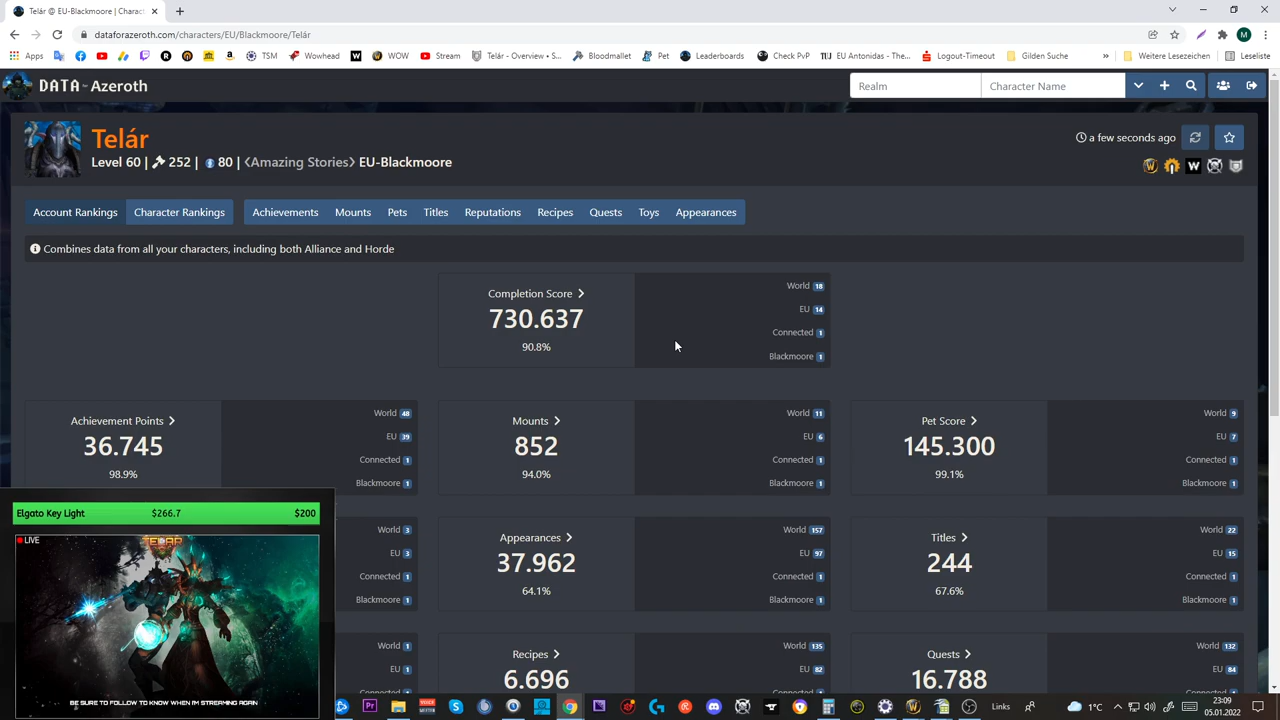 Telár @ EU-Blackmoore | Charact
dataforazeroth.com/characters/EU/Blackmoore/Telár
Apps TSM Wowhead WOW Stream Telár - Overview • S... Bloodmallet Pet Leaderboards Check PvP EU Antonidas - The... Logout-Timeout Gilden Suche » Weitere Lesezeichen Leseliste
DATA Azeroth Realm Character Name
Telár
a few seconds ago
Level 60 | 252 | 80 | <Amazing Stories> EU-Blackmoore
Account Rankings Character Rankings Achievements Mounts Pets Titles Reputations Recipes Quests Toys Appearances
Combines data from all your characters, including both Alliance and Horde
Completion Score
730.637
90.8%
World 18
EU 14
Connected 1
Blackmoore 1
Achievement Points
36.745
98.9%
World 48
EU 39
Connected 1
Blackmoore 1
Mounts
852
94.0%
World 11
EU 6
Connected 1
Blackmoore 1
Pet Score
145.300
99.1%
World 9
EU 7
Connected 1
Blackmoore 1
Elgato Key Light $266.7 $200
LIVE
TELAR
BE SURE TO FOLLOW TO KNOW WHEN I'M STREAMING AGAIN
World 3
EU 3
Connected 1
Blackmoore 1
Appearances
37.962
64.1%
World 157
EU 97
Connected 1
Blackmoore 1
Titles
244
67.6%
World 22
EU 15
Connected 1
Blackmoore 1
World 1
EU 1
Recipes
6.696
World 135
EU 82
Quests
16.788
World 132
EU 84
Links 1°C 23:09
05.01.2022